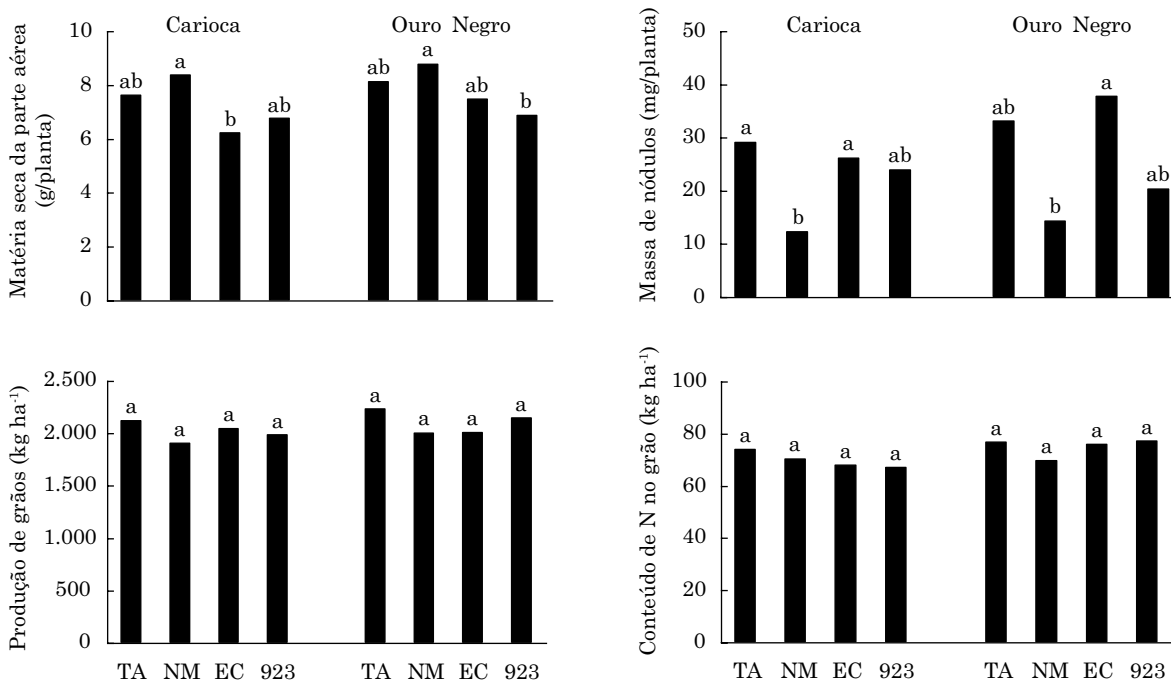 Carioca Ouro Negro
Matéria seca da parte aérea
(g/planta)
10
8
6
4
2
0
ab a b ab ab a ab b
Carioca Ouro Negro
Massa de nódulos (mg/planta)
50
40
30
20
10
0
a b a ab ab b a ab
Produção de grãos (kg ha⁻¹)
2.500
2.000
1.500
1.000
500
0
a a a a a a a a
TA NM EC 923 TA NM EC 923
Conteúdo de N no grão (kg ha⁻¹)
100
80
60
40
20
0
a a a a a a a a
TA NM EC 923 TA NM EC 923